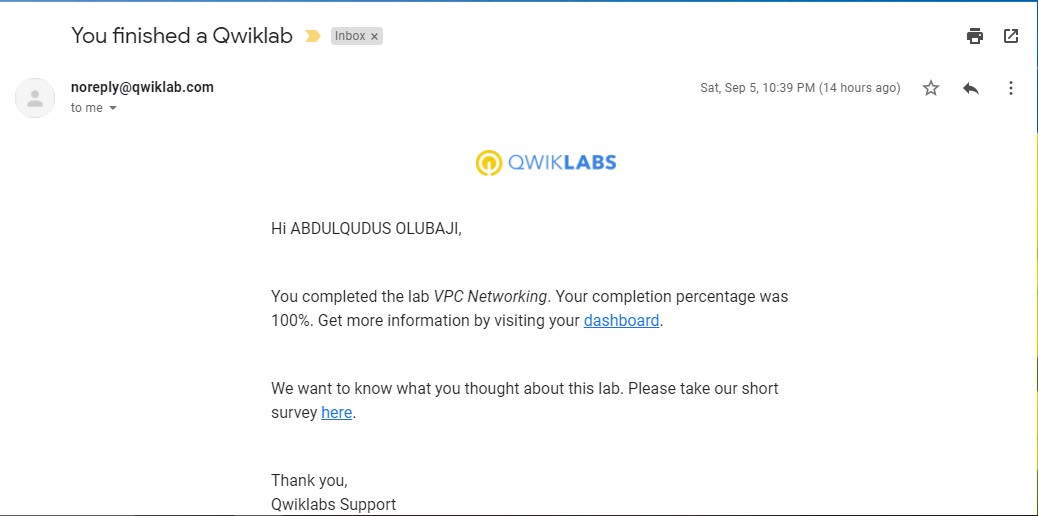 You finished a Qwiklab
Inbox ×
noreply@qwiklab.com
Sat, Sep 5, 10:39 PM (14 hours ago)
to me
QWIKLABS
Hi ABDULQUDUS OLUBAJI,
You completed the lab VPC Networking. Your completion percentage was
100%. Get more information by visiting your dashboard.
We want to know what you thought about this lab. Please take our short
survey here.
Thank you,
Qwiklabs Support